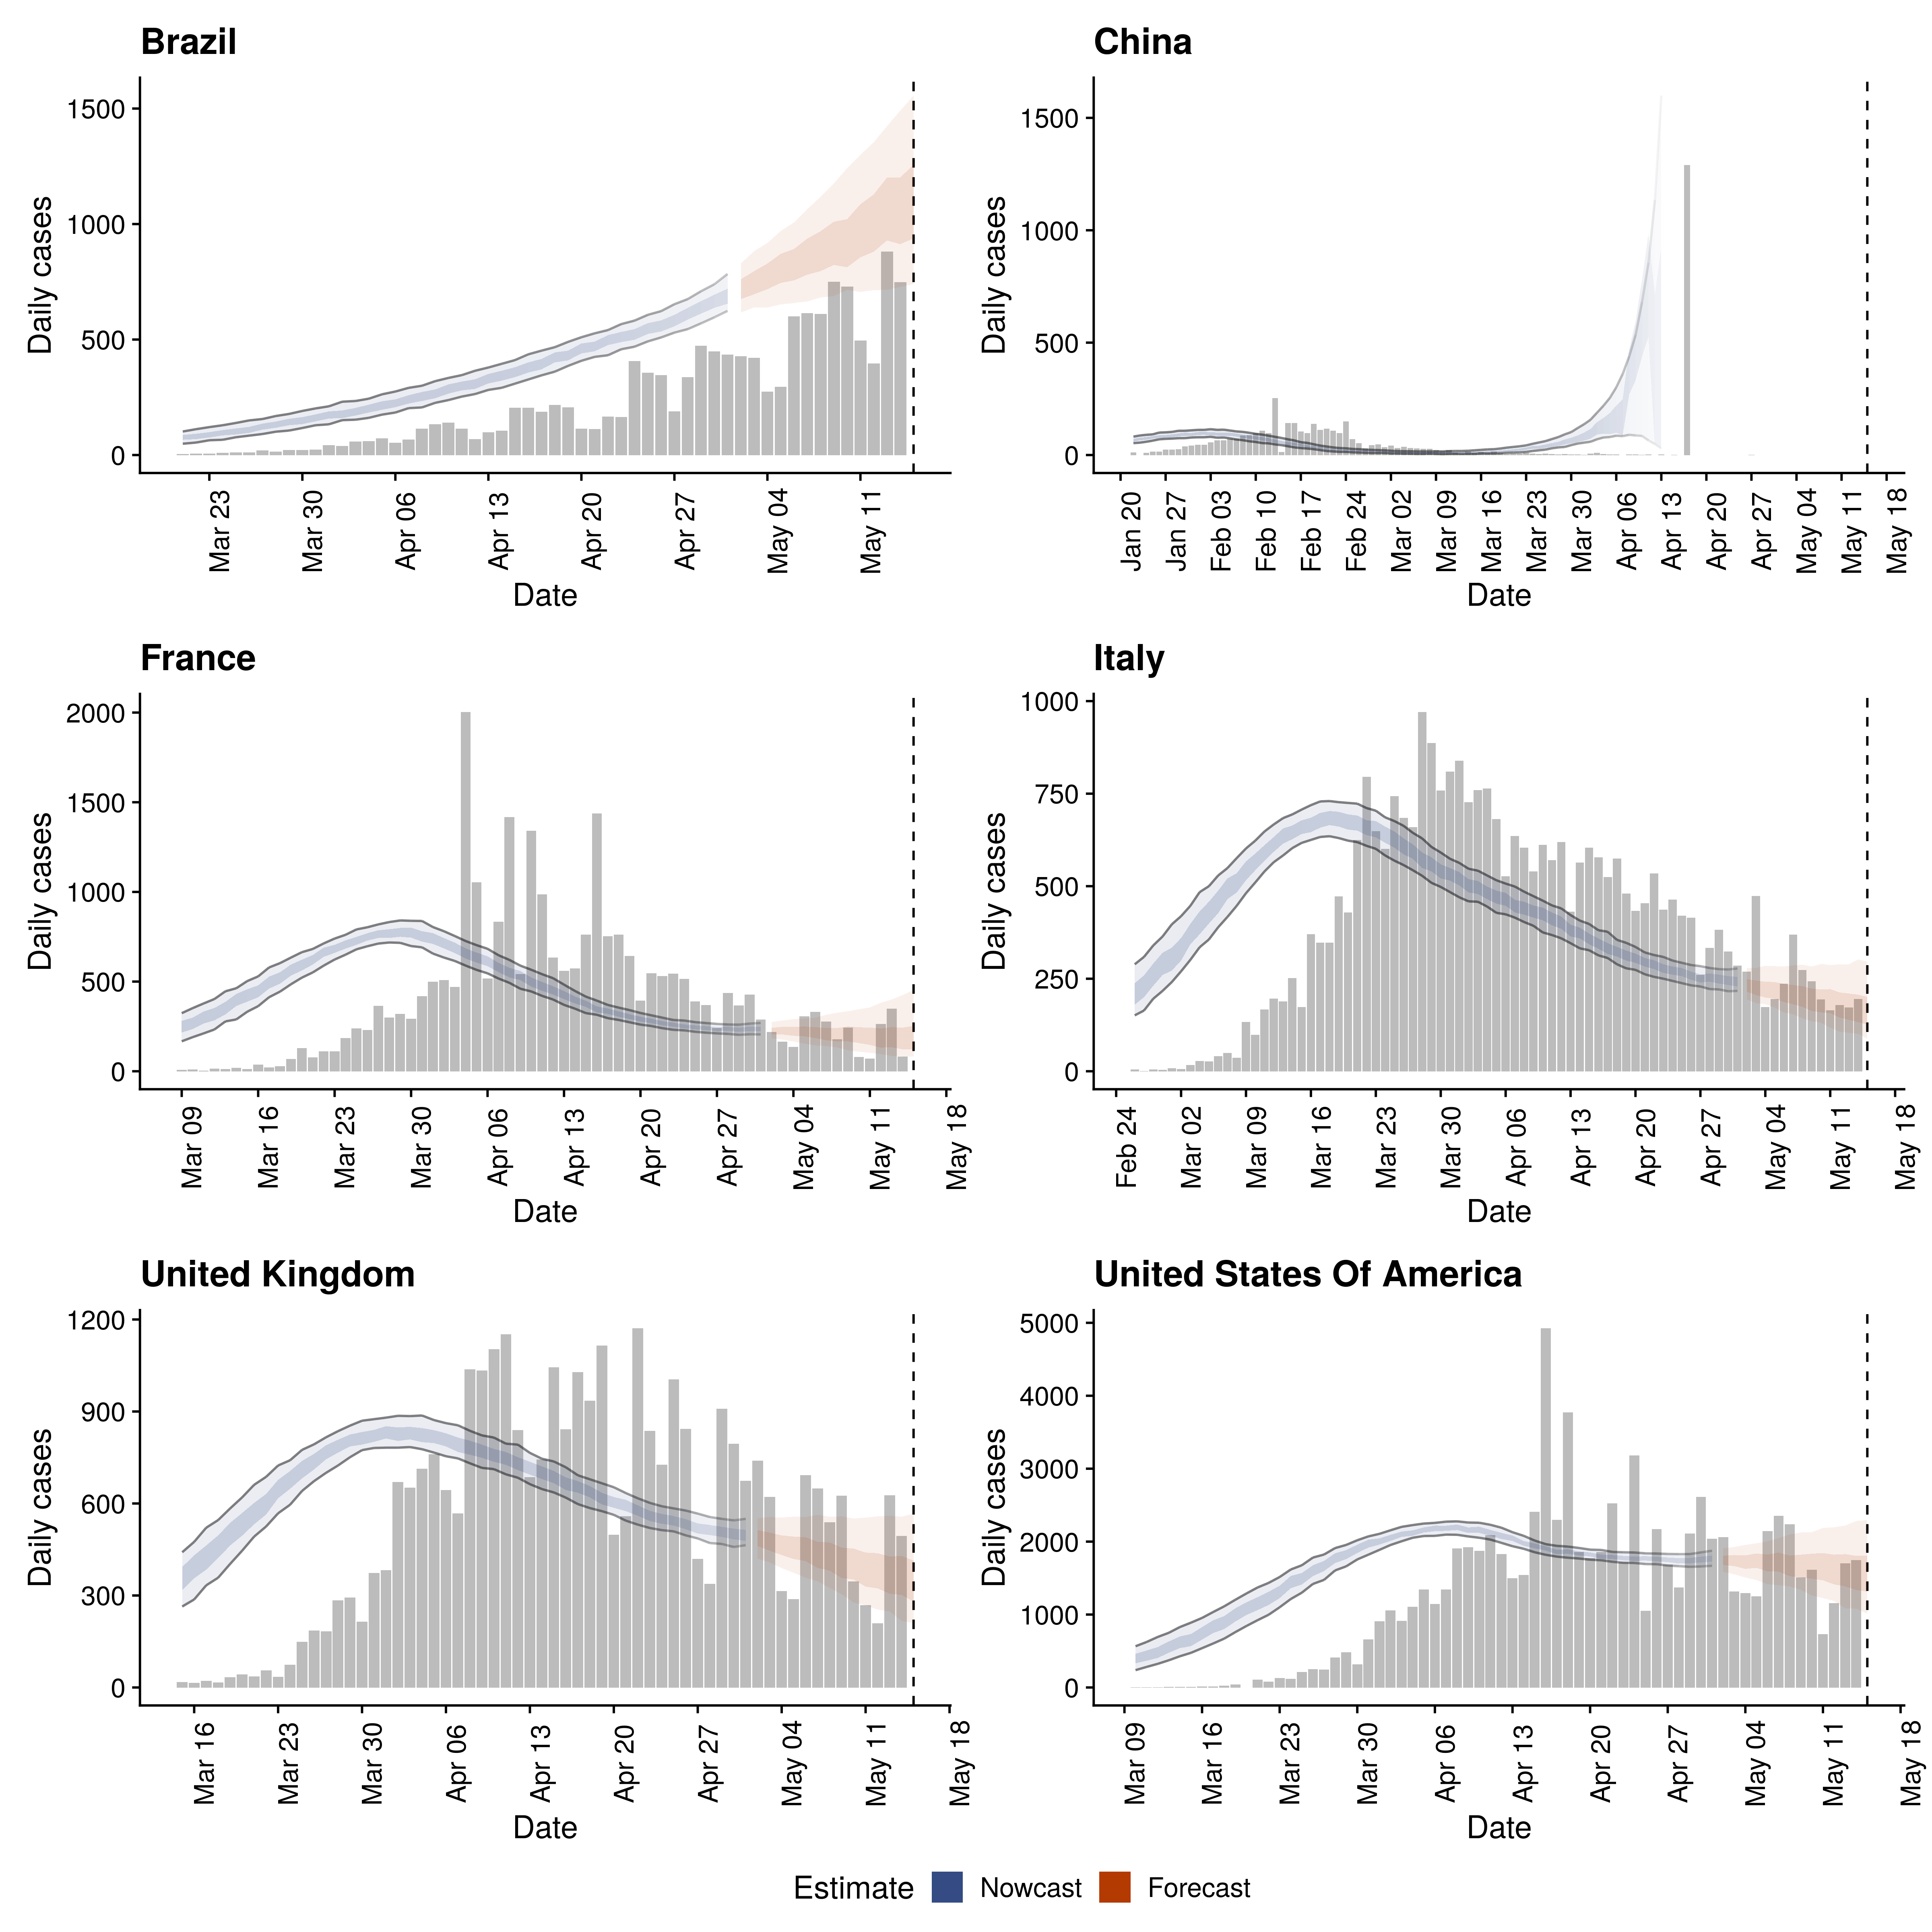 Brazil
Daily cases
1500
1000
500
0
Mar 23
Mar 30
Apr 06
Apr 13
Apr 20
Apr 27
May 04
May 11
Date
China
Daily cases
1500
1000
500
0
Jan 20
Jan 27
Feb 03
Feb 10
Feb 17
Feb 24
Mar 02
Mar 09
Mar 16
Mar 23
Mar 30
Apr 06
Apr 13
Apr 20
Apr 27
May 04
May 11
May 18
Date
France
Daily cases
2000
1500
1000
500
0
Mar 09
Mar 16
Mar 23
Mar 30
Apr 06
Apr 13
Apr 20
Apr 27
May 04
May 11
May 18
Date
Italy
Daily cases
1000
750
500
250
0
Feb 24
Mar 02
Mar 09
Mar 16
Mar 23
Mar 30
Apr 06
Apr 13
Apr 20
Apr 27
May 04
May 11
May 18
Date
United Kingdom
Daily cases
1200
900
600
300
0
Mar 16
Mar 23
Mar 30
Apr 06
Apr 13
Apr 20
Apr 27
May 04
May 11
May 18
Date
United States Of America
Daily cases
5000
4000
3000
2000
1000
0
Mar 09
Mar 16
Mar 23
Mar 30
Apr 06
Apr 13
Apr 20
Apr 27
May 04
May 11
May 18
Date
Estimate Nowcast Forecast